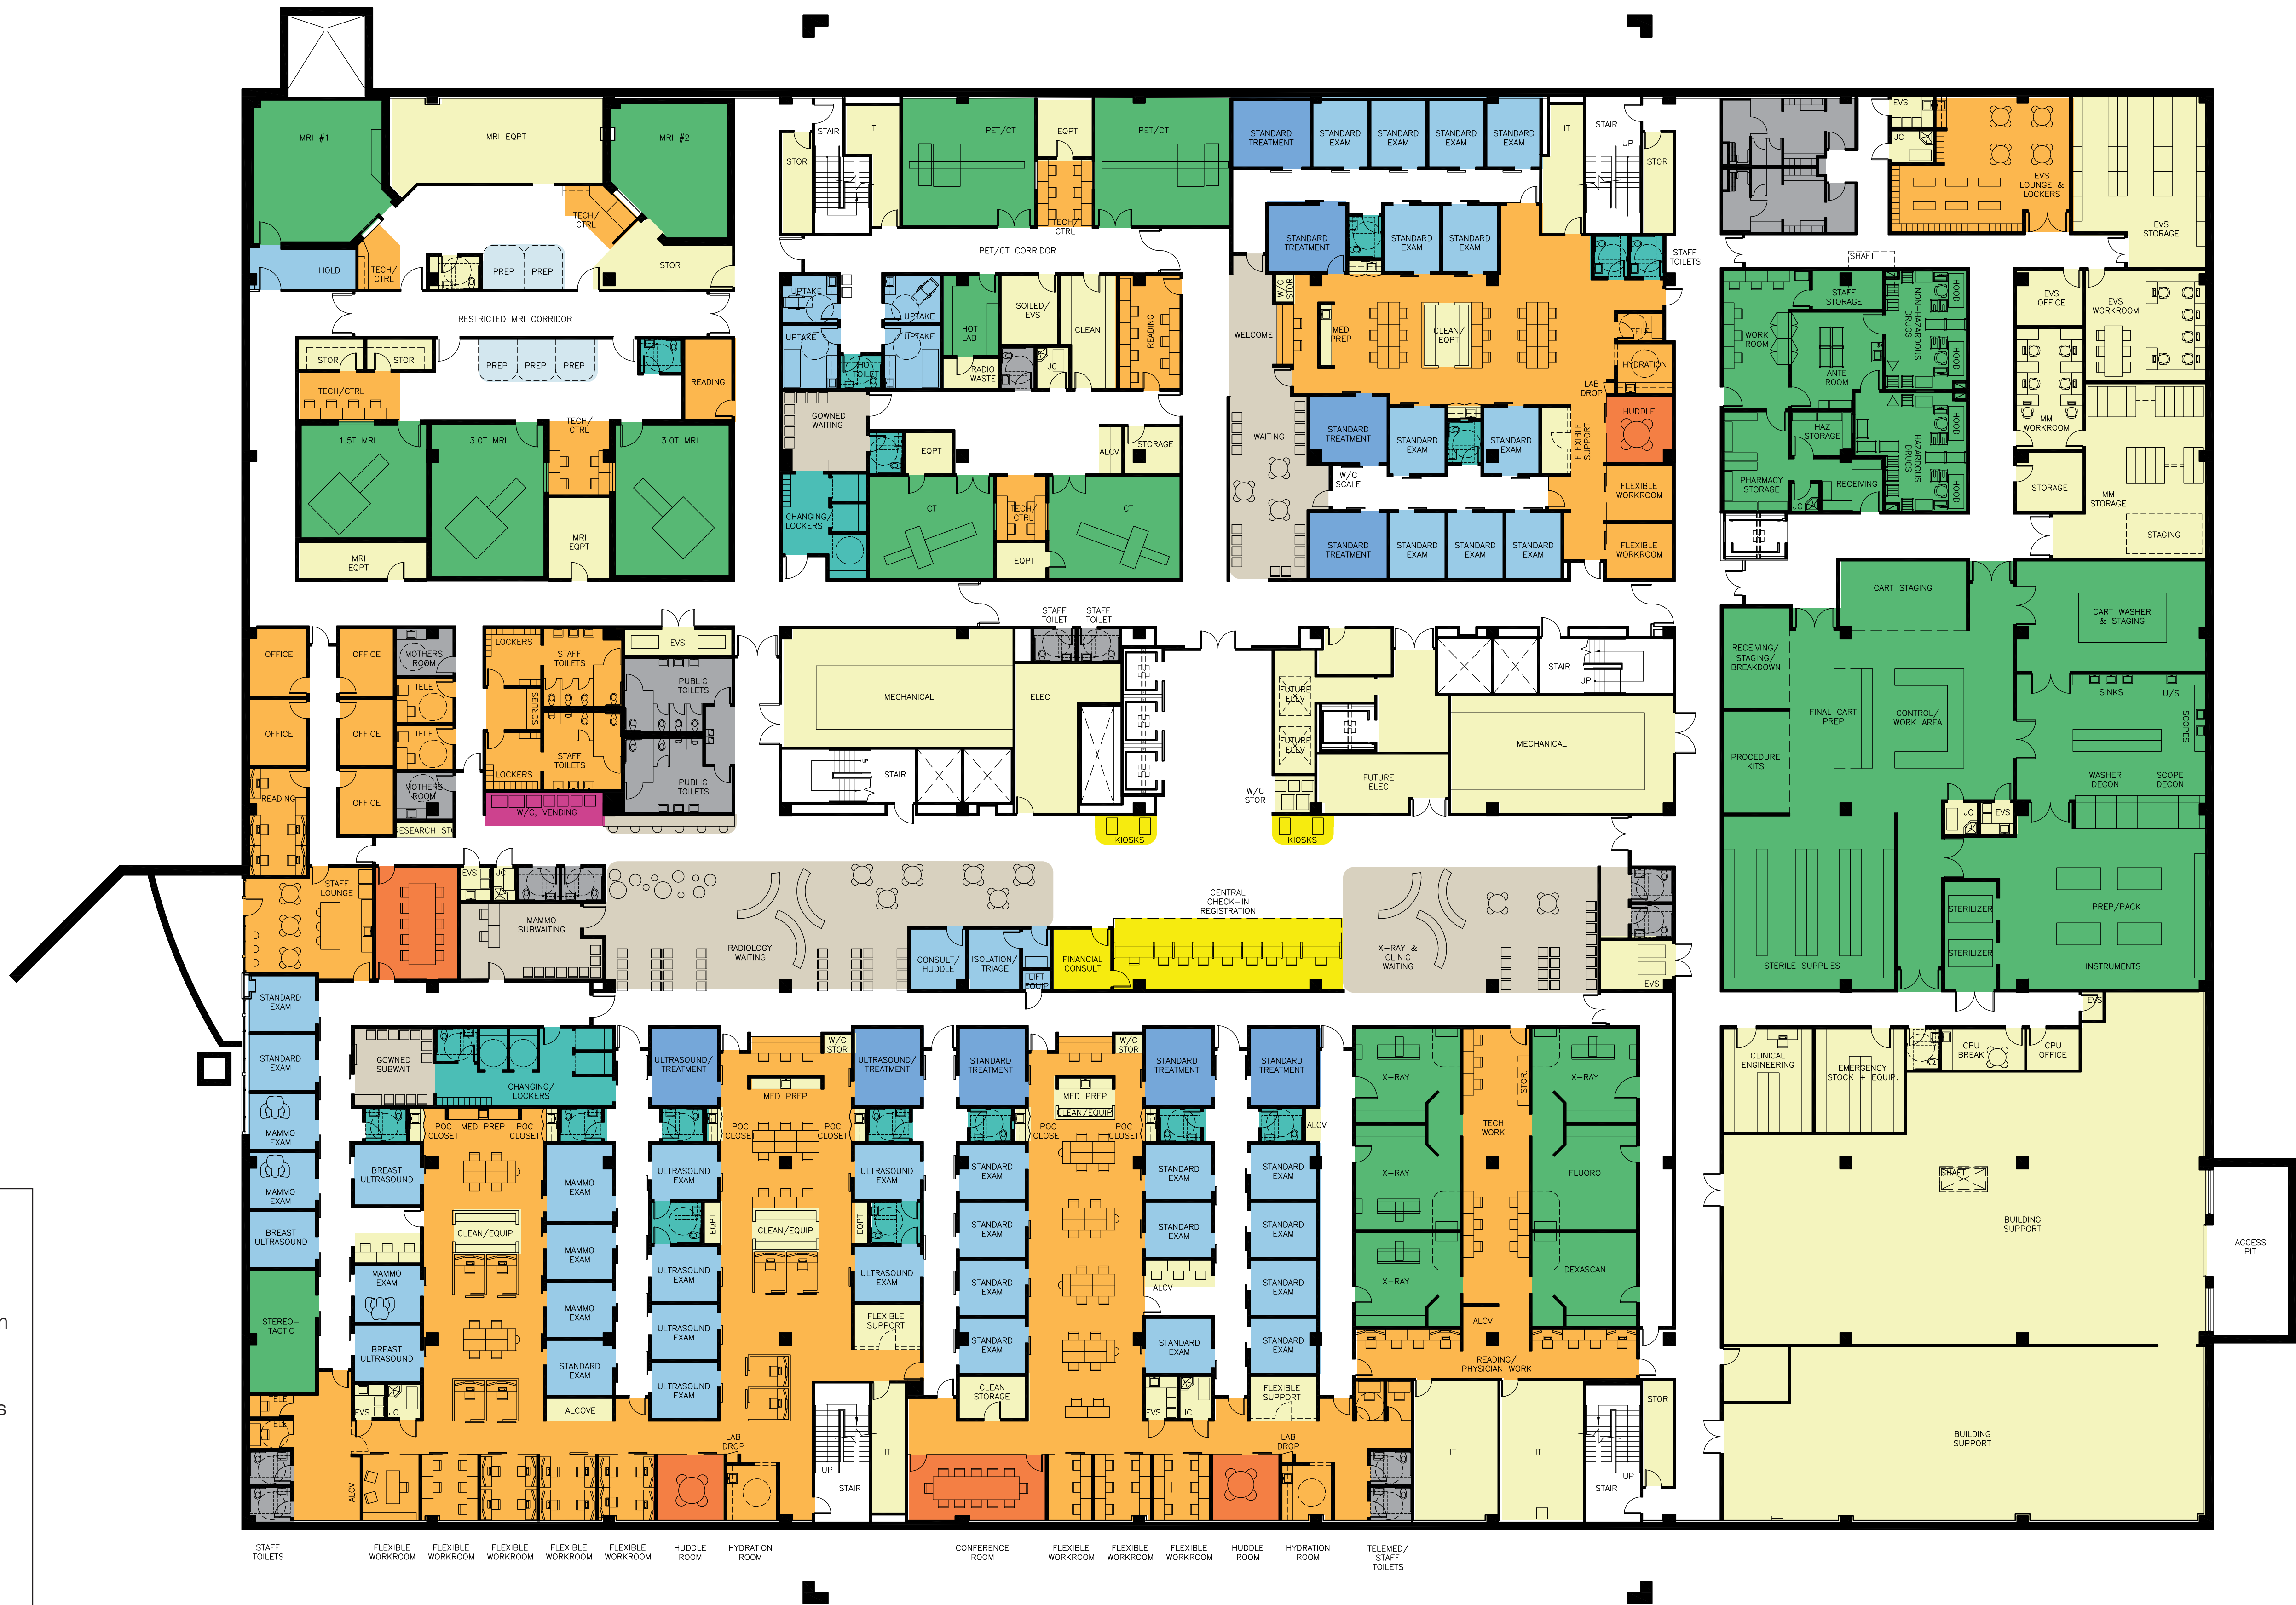 MRI #1
MRI EQPT
MRI #2
TECH/
CTRL
TECH/
CTRL
HOLD
PREP
PREP
STOR
RESTRICTED MRI CORRIDOR
STOR
STOR
PREP
PREP
PREP
READING
TECH/CTRL
TECH/
CTRL
1.5T MRI
3.0T MRI
3.0T MRI
MRI
EQPT
MRI
EQPT
STAIR
IT
STOR
PET/CT
EQPT
PET/CT
TECH/
CTRL
PET/CT CORRIDOR
UPTAKE
UPTAKE
UPTAKE
UPTAKE
HOT
TOILET
HOT
LAB
SOILED/
EVS
CLEAN
READING
RADIO
WASTE
JC
GOWNED
WAITING
EQPT
ALCV
STORAGE
CHANGING/
LOCKERS
CT
TECH/
CTRL
CT
EQPT
STANDARD
TREATMENT
STANDARD
EXAM
STANDARD
EXAM
STANDARD
EXAM
STANDARD
EXAM
IT
STAIR
UP
STOR
STANDARD
TREATMENT
STANDARD
EXAM
STANDARD
EXAM
STAFF
TOILETS
W/C
STOR
WELCOME
MED
PREP
CLEAN/
EQPT
TELE
HYDRATION
LAB
DROP
HUDDLE
WAITING
STANDARD
TREATMENT
STANDARD
EXAM
STANDARD
EXAM
FLEXIBLE
SUPPORT
W/C
SCALE
FLEXIBLE
WORKROOM
STANDARD
TREATMENT
STANDARD
EXAM
STANDARD
EXAM
STANDARD
EXAM
FLEXIBLE
WORKROOM
EVS
JC
EVS
LOUNGE &
LOCKERS
EVS
STORAGE
SHAFT
STAFF
STORAGE
WORK
ROOM
NON-HAZARDOUS
DRUGS
HOOD
HOOD
ANTE
ROOM
HAZ
STORAGE
HAZARDOUS
DRUGS
HOOD
HOOD
PHARMACY
STORAGE
JC
RECEIVING
EVS
OFFICE
EVS
WORKROOM
MM
WORKROOM
STORAGE
MM
STORAGE
STAGING
CART STAGING
CART WASHER
& STAGING
RECEIVING/
STAGING/
BREAKDOWN
FINAL CART
PREP
CONTROL/
WORK AREA
SINKS
U/S
SCOPES
PROCEDURE
KITS
WASHER
DECON
SCOPE
DECON
JC
EVS
STERILE SUPPLIES
STERILIZER
STERILIZER
PREP/PACK
INSTRUMENTS
OFFICE
OFFICE
MOTHERS
ROOM
LOCKERS
STAFF
TOILETS
EVS
TELE
PUBLIC
TOILETS
SCRUBS
OFFICE
OFFICE
TELE
STAFF
TOILETS
LOCKERS
READING
OFFICE
MOTHERS
ROOM
PUBLIC
TOILETS
W/C, VENDING
MECHANICAL
STAFF
TOILET
STAFF
TOILET
ELEC
STAIR
FUTURE
ELEV
FUTURE
ELEV
W/C
STOR
FUTURE
ELEC
STAIR
UP
MECHANICAL
KIOSKS
KIOSKS
STAFF
LOUNGE
EVS
JC
MAMMO
SUBWAITING
RADIOLOGY
WAITING
CONSULT/
HUDDLE
ISOLATION/
TRIAGE
LIFT
EQUIP
FINANCIAL
CONSULT
CENTRAL
CHECK-IN
REGISTRATION
X-RAY &
CLINIC
WAITING
EVS
STANDARD
EXAM
STANDARD
EXAM
MAMMO
EXAM
MAMMO
EXAM
BREAST
ULTRASOUND
STEREO-
TACTIC
TELE
TELE
GOWNED
SUBWAIT
CHANGING/
LOCKERS
POC
CLOSET
MED PREP
POC
CLOSET
BREAST
ULTRASOUND
MAMMO
EXAM
CLEAN/EQUIP
MAMMO
EXAM
MAMMO
EXAM
MAMMO
EXAM
BREAST
ULTRASOUND
STANDARD
EXAM
EVS
JC
ALCOVE
ALCV
ULTRASOUND/
TREATMENT
W/C
STOR
ULTRASOUND/
TREATMENT
MED PREP
POC
CLOSET
POC
CLOSET
ULTRASOUND
EXAM
ULTRASOUND
EXAM
EQPT
CLEAN/EQUIP
EQPT
ULTRASOUND
EXAM
ULTRASOUND
EXAM
ULTRASOUND
EXAM
FLEXIBLE
SUPPORT
ULTRASOUND
EXAM
LAB
DROP
UP
STAIR
IT
STANDARD
TREATMENT
W/C
STOR
STANDARD
TREATMENT
STANDARD
TREATMENT
MED PREP
CLEAN/EQUIP
POC
CLOSET
POC
CLOSET
ALCV
STANDARD
EXAM
STANDARD
EXAM
STANDARD
EXAM
STANDARD
EXAM
STANDARD
EXAM
STANDARD
EXAM
STANDARD
EXAM
ALCV
STANDARD
EXAM
STANDARD
EXAM
STANDARD
EXAM
STANDARD
EXAM
CLEAN
STORAGE
EVS
JC
FLEXIBLE
SUPPORT
LAB
DROP
X-RAY
STOR.
X-RAY
TECH
WORK
X-RAY
FLUORO
X-RAY
DEXASCAN
ALCV
READING/
PHYSICIAN WORK
IT
IT
STOR
UP
STAIR
EVS
CLINICAL
ENGINEERING
EMERGENCY
STOCK + EQUIP.
CPU
BREAK
CPU
OFFICE
SHAFT
BUILDING
SUPPORT
ACCESS
PIT
BUILDING
SUPPORT
STAFF
TOILETS
FLEXIBLE
WORKROOM
FLEXIBLE
WORKROOM
FLEXIBLE
WORKROOM
FLEXIBLE
WORKROOM
FLEXIBLE
WORKROOM
HUDDLE
ROOM
HYDRATION
ROOM
CONFERENCE
ROOM
FLEXIBLE
WORKROOM
FLEXIBLE
WORKROOM
FLEXIBLE
WORKROOM
HUDDLE
ROOM
HYDRATION
ROOM
TELEMED/
STAFF
TOILETS